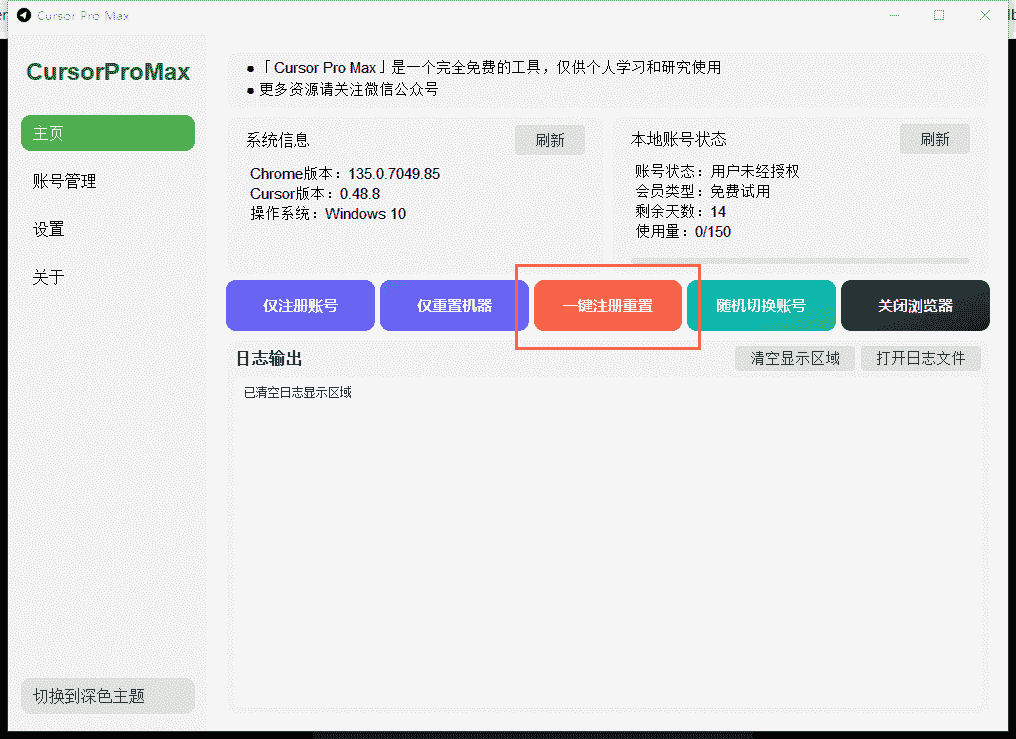 Cursor Pro Max
CursorProMax
主页
账号管理
设置
关于
切换到深色主题
●「Cursor Pro Max」是一个完全免费的工具，仅供个人学习和研究使用
● 更多资源请关注微信公众号
系统信息
刷新
Chrome版本：135.0.7049.85
Cursor版本：0.48.8
操作系统：Windows 10
本地账号状态
刷新
账号状态：用户未经授权
会员类型：免费试用
剩余天数：14
使用量：0/150
仅注册账号
仅重置机器
一键注册重置
随机切换账号
关闭浏览器
日志输出
清空显示区域
打开日志文件
已清空日志显示区域